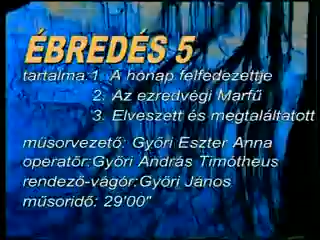 ÉBREDÉS 5
tartalma:1. A hónap felfedezettje
2. Az ezredvégi Marfű
3. Elveszett és megtaláltatott
műsorvezető: Győri Eszter Anna
operatőr:Győri András Timótheus
rendező-vágór:Győri János
műsoridő: 29'00"